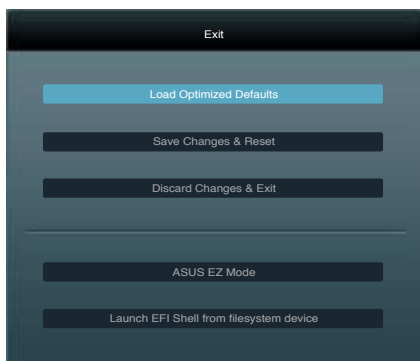 Exit
Load Optimized Defaults
Save Changes & Reset
Discard Changes & Exit
ASUS EZ Mode
Launch EFI Shell from filesystem device